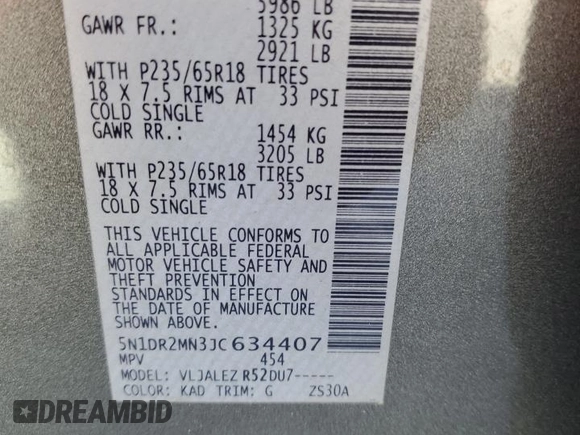 5986 LB
GAWR FR.: 1325 KG
2921 LB
WITH P235/65R18 TIRES
18 X 7.5 RIMS AT 33 PSI
COLD SINGLE
GAWR RR.: 1454 KG
3205 LB
WITH P235/65R18 TIRES
18 X 7.5 RIMS AT 33 PSI
COLD SINGLE
THIS VEHICLE CONFORMS TO
ALL APPLICABLE FEDERAL
MOTOR VEHICLE SAFETY AND
THEFT PREVENTION
STANDARDS IN EFFECT ON
THE DATE OF MANUFACTURE
SHOWN ABOVE.
5N1DR2MN3JC634407
MPV 454
MODEL: VLJALEZ R52DU7-----
COLOR: KAD TRIM: G ZS30A
DREAMBID